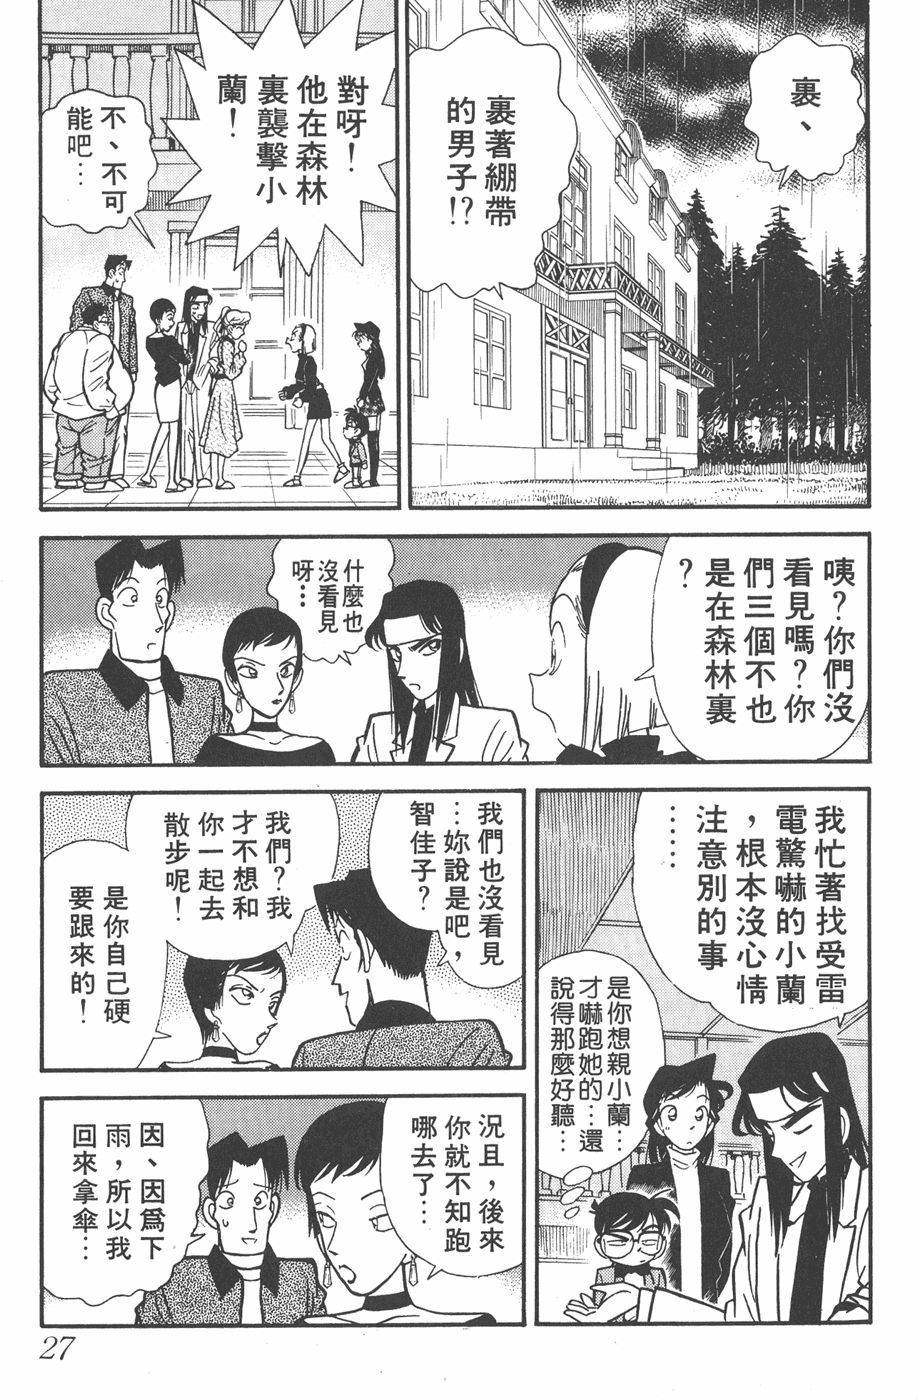 裹、
裹著繃帶
的男子!?
對呀！
他在森林
裏襲擊小
蘭！
不、不可
能吧…
咦？你們沒
看見嗎？你
們三個不也
是在森林裏
？
什麼也
沒看見
呀…
我忙著找受雷
電驚嚇的小蘭
，根本沒心情
注意別的事
……
是你想親小蘭…
才嚇跑她的…還
說得那麼好聽…
我們也沒看見
…妳說是吧，
智佳子？
我們？我
才不想和
你一起去
散步呢！
是你自己硬
要跟來的！
況且，後來
你就不知跑
哪去了…
因、因為下
雨，所以我
回來拿傘…
27